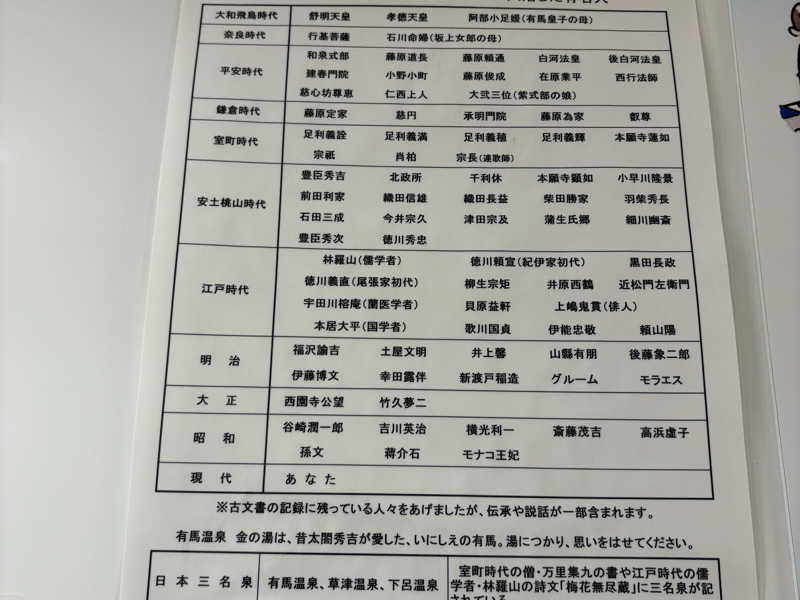 た有名人
大和飛鳥時代 舒明天皇 孝徳天皇 阿部小足媛(有馬皇子の母)
奈良時代 行基菩薩 石川命婦(坂上女郎の母)
平安時代 和泉式部 藤原道長 藤原頼通 白河法皇 後白河法皇
建春門院 小野小町 藤原俊成 在原業平 西行法師
慈心坊尊恵 仁西上人 大弐三位(紫式部の娘)
鎌倉時代 藤原定家 慈円 承明門院 藤原為家 叡尊
室町時代 足利義詮 足利義満 足利義稙 足利義輝 本願寺蓮如
宗祇 肖柏 宗長(連歌師)
安土桃山時代 豊臣秀吉 北政所 千利休 本願寺顕如 小早川隆景
前田利家 織田信雄 織田長益 柴田勝家 羽柴秀長
石田三成 今井宗久 津田宗及 蒲生氏郷 細川幽斎
豊臣秀次 徳川秀忠
江戸時代 林羅山(儒学者) 徳川頼宣(紀伊家初代) 黒田長政
徳川義直(尾張家初代) 柳生宗矩 井原西鶴 近松門左衛門
宇田川榕庵(蘭医学者) 貝原益軒 上嶋鬼貫(俳人)
本居大平(国学者) 歌川国貞 伊能忠敬 頼山陽
明治 福沢諭吉 土屋文明 井上馨 山縣有朋 後藤象二郎
伊藤博文 幸田露伴 新渡戸稲造 グルーム モラエス
大正 西園寺公望 竹久夢二
昭和 谷崎潤一郎 吉川英治 横光利一 斎藤茂吉 高浜虚子
孫文 蒋介石 モナコ王妃
現代 あなた
※古文書の記録に残っている人々をあげましたが、伝承や説話が一部含まれます。
有馬温泉 金の湯は、昔太閤秀吉が愛した、いにしえの有馬。湯につかり、思いをはせてください。
日本三名泉 有馬温泉、草津温泉、下呂温泉 室町時代の僧・万里集九の書や江戸時代の儒
学者・林羅山の詩文「梅花無尽蔵」に三名泉が記
されている